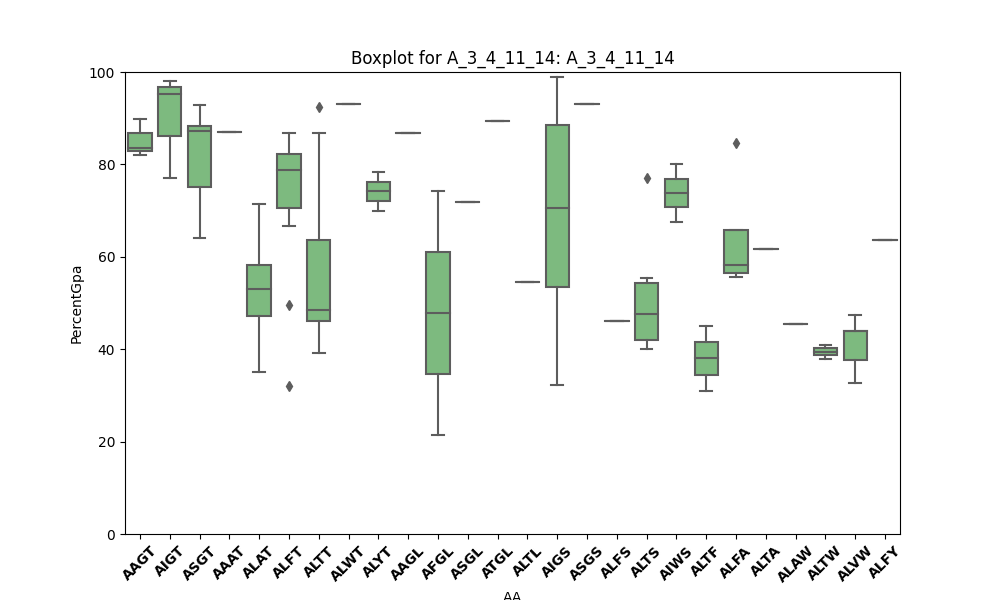 Boxplot for A_3_4_11_14: A_3_4_11_14
100
80
60
40
20
0
PercentGpa
AAGT AIGT ASGT AAAT ALAT ALFT ALTT ALWT ALYT AAGL AFGL ASGL ATGL ALTL AIGS ASGS ALFS ALTS AIWS ALTF ALFA ALTA ALAW ALTW ALVW ALFY
AA